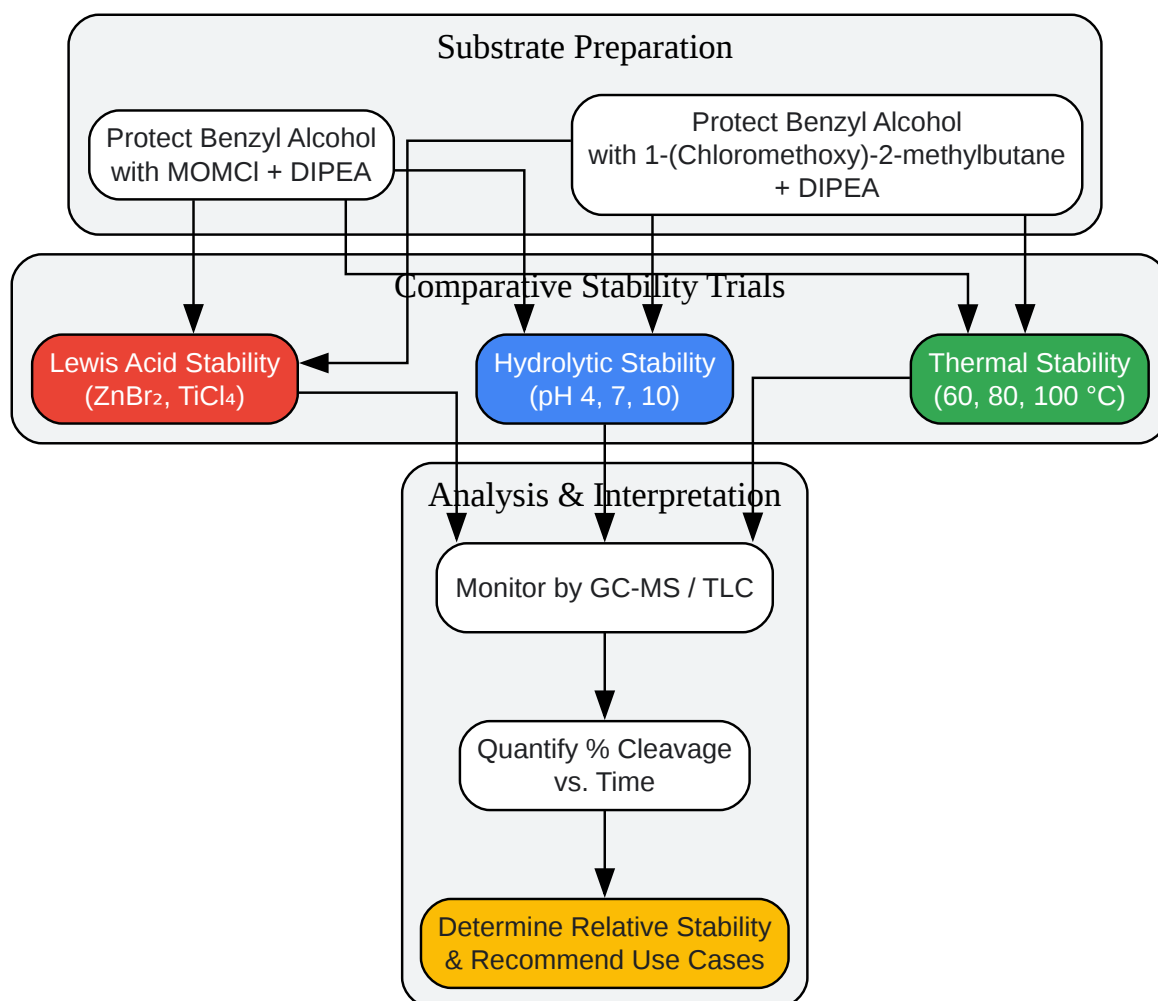 Substrate Preparation
Protect Benzyl Alcohol
with MOMCl + DIPEA
Protect Benzyl Alcohol
with 1-(Chloromethoxy)-2-methylbutane
+ DIPEA
Comparative Stability Trials
Lewis Acid Stability
(ZnBr₂, TiCl₄)
Hydrolytic Stability
(pH 4, 7, 10)
Thermal Stability
(60, 80, 100 °C)
Analysis & Interpretation
Monitor by GC-MS / TLC
Quantify % Cleavage
vs. Time
Determine Relative Stability
& Recommend Use Cases